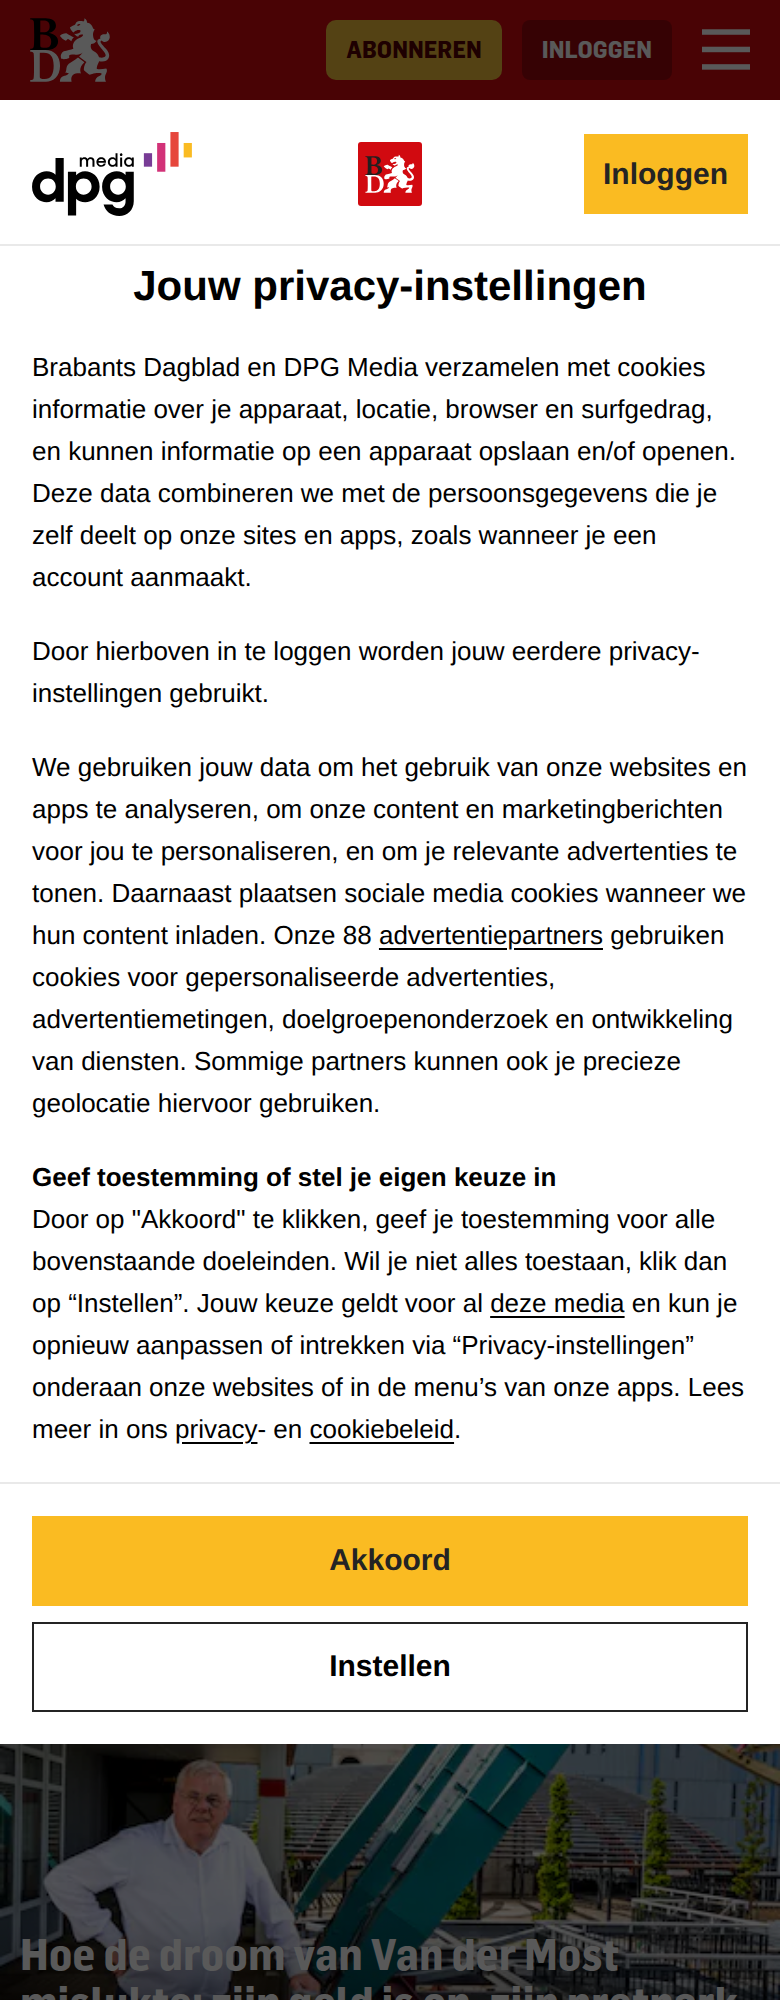 BD
ABONNEREN
INLOGGEN
dpg media
BD
Inloggen
Jouw privacy-instellingen
Brabants Dagblad en DPG Media verzamelen met cookies
informatie over je apparaat, locatie, browser en surfgedrag,
en kunnen informatie op een apparaat opslaan en/of openen.
Deze data combineren we met de persoonsgegevens die je
zelf deelt op onze sites en apps, zoals wanneer je een
account aanmaakt.
Door hierboven in te loggen worden jouw eerdere privacy-
instellingen gebruikt.
We gebruiken jouw data om het gebruik van onze websites en
apps te analyseren, om onze content en marketingberichten
voor jou te personaliseren, en om je relevante advertenties te
tonen. Daarnaast plaatsen sociale media cookies wanneer we
hun content inladen. Onze 88 advertentiepartners gebruiken
cookies voor gepersonaliseerde advertenties,
advertentiemetingen, doelgroepenonderzoek en ontwikkeling
van diensten. Sommige partners kunnen ook je precieze
geolocatie hiervoor gebruiken.
Geef toestemming of stel je eigen keuze in
Door op "Akkoord" te klikken, geef je toestemming voor alle
bovenstaande doeleinden. Wil je niet alles toestaan, klik dan
op “Instellen”. Jouw keuze geldt voor al deze media en kun je
opnieuw aanpassen of intrekken via “Privacy-instellingen”
onderaan onze websites of in de menu’s van onze apps. Lees
meer in ons privacy- en cookiebeleid.
Akkoord
Instellen
Hoe de droom van Van der Most
mislukte: zijn geld is op, zijn pretpark